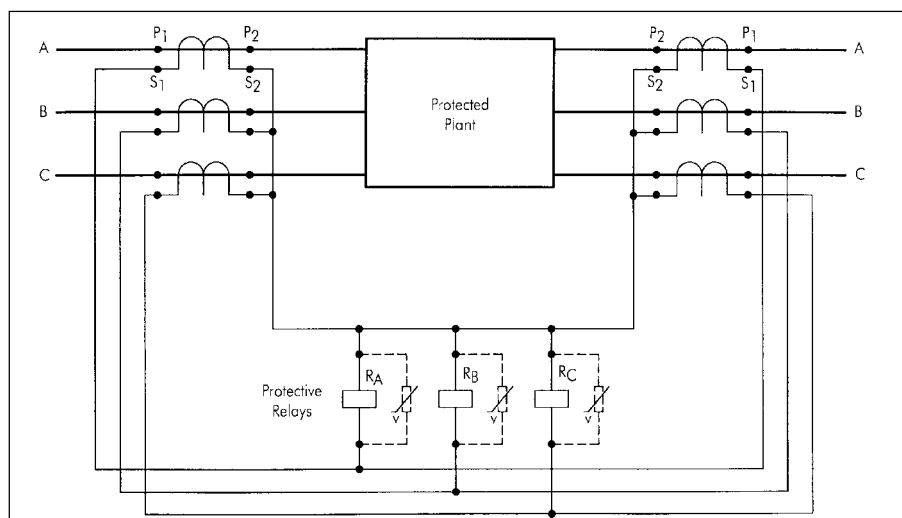 A P1 P2 P2 P1 A
S1 S2 S2 S1
B Protected Plant B
C C
RA RB RC
Protective Relays
v v v